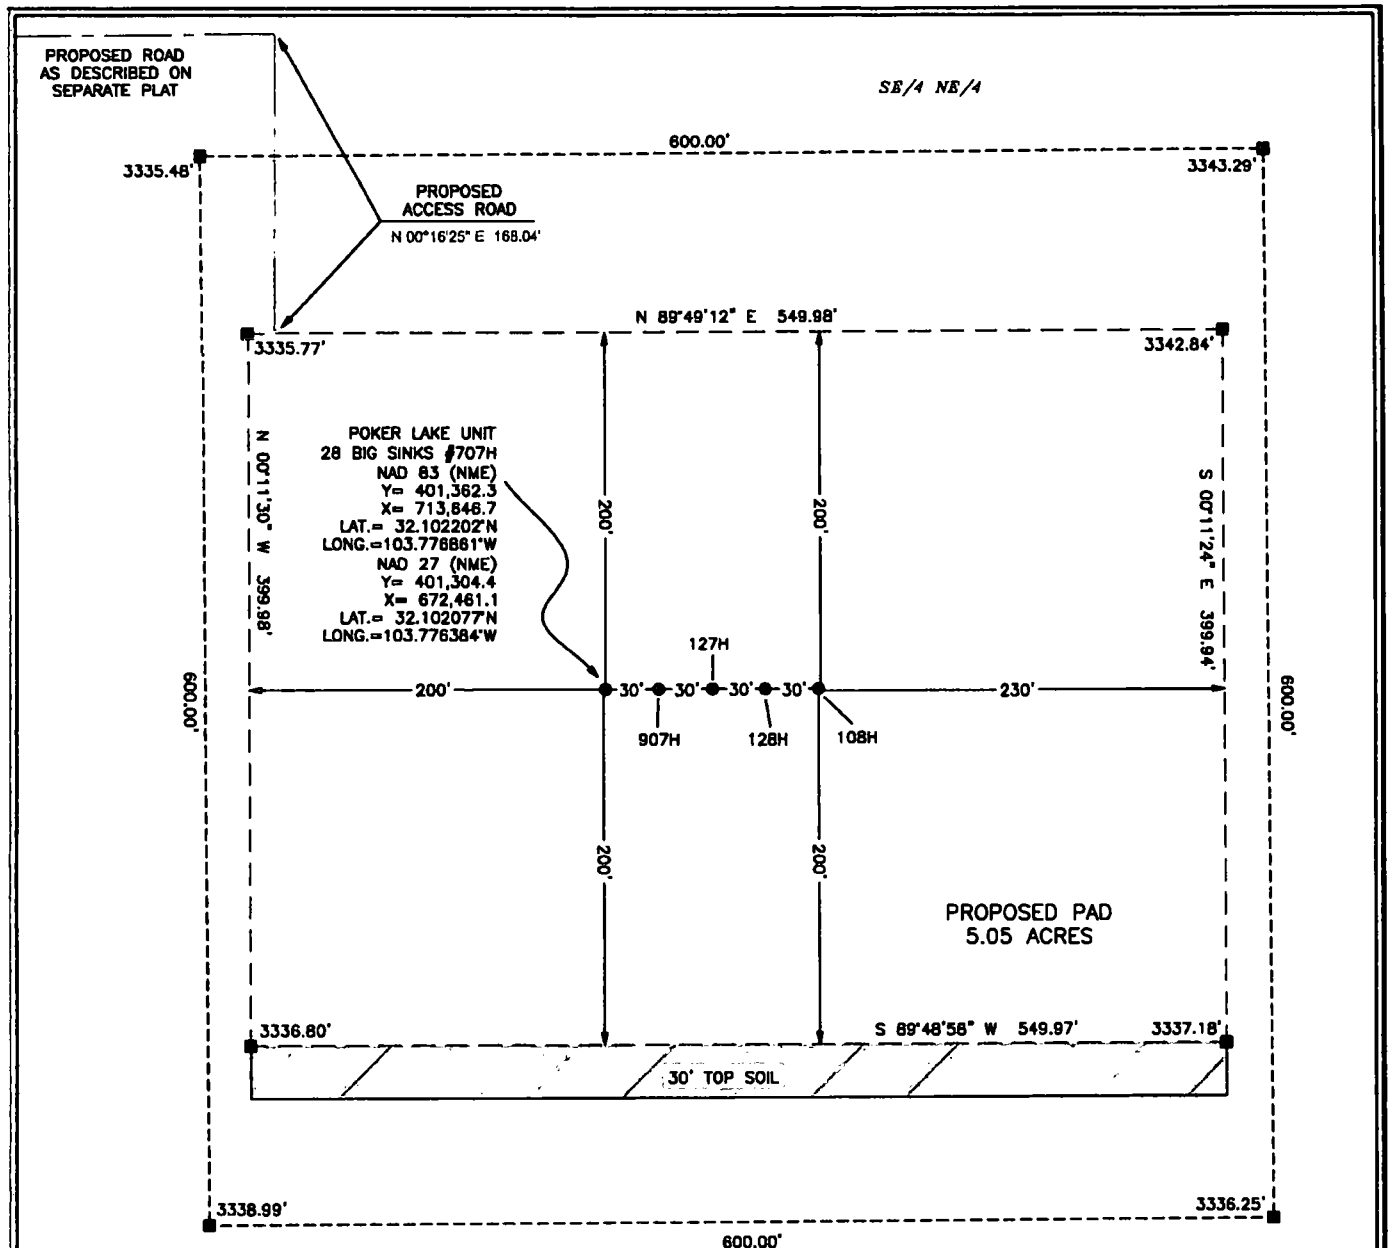 PROPOSED ROAD
AS DESCRIBED ON
SEPARATE PLAT
SE/4 NE/4
600.00'
3335.48'
3343.29'
PROPOSED
ACCESS ROAD
N 00°16'25" E 168.04'
N 89°49'12" E 549.98'
3335.77'
3342.84'
POKER LAKE UNIT
28 BIG SINKS #707H
NAD 83 (NME)
Y= 401,362.3
X= 713,646.7
LAT.= 32.102202°N
LONG.=103.776861°W
NAD 27 (NME)
Y= 401,304.4
X= 672,461.1
LAT.= 32.102077°N
LONG.=103.776384°W
N 00°11'30" W 399.98'
S 00°11'24" E 399.94'
200'
200'
127H
600.00'
200'
30'
30'
30'
30'
230'
600.00'
907H
128H
108H
200'
200'
PROPOSED PAD
5.05 ACRES
3336.80'
S 89°48'58" W 549.97'
3337.18'
30' TOP SOIL
3338.99'
3336.25'
600.00'